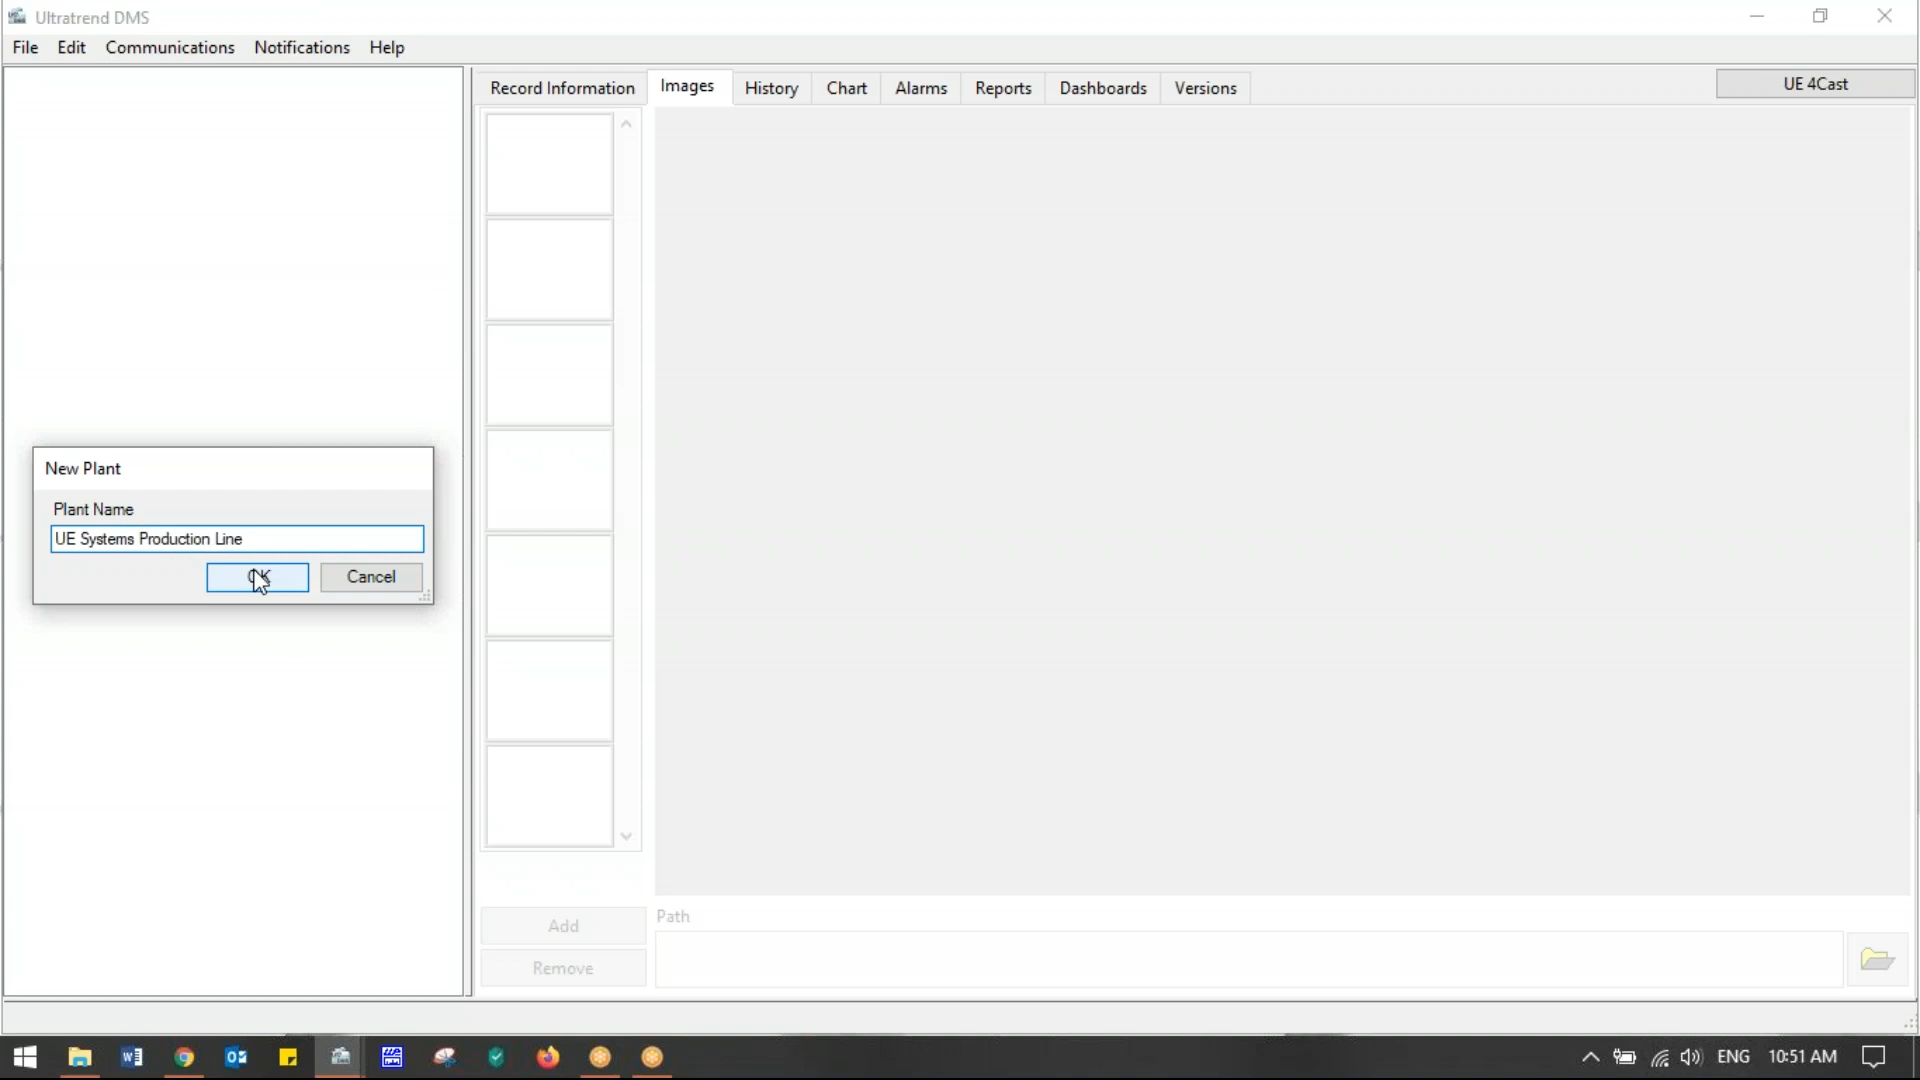 Ultratrend DMS
File Edit Communications Notifications Help
Record Information Images History Chart Alarms Reports Dashboards Versions UE 4Cast
New Plant
Plant Name
UE Systems Production Line
OK Cancel
Add Path
Remove
ENG 10:51 AM